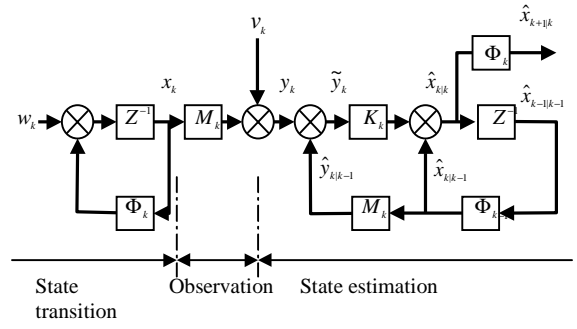 x̂ₖ₊₁|ₖ
vₖ
Φₖ
xₖ
yₖ
ỹₖ
x̂ₖ|ₖ
x̂ₖ₋₁|ₖ₋₁
wₖ
Z⁻¹
Mₖ
Kₖ
Z⁻¹
ŷₖ|ₖ₋₁
x̂ₖ|ₖ₋₁
Φₖ
Mₖ
Φₖ
State transition
Observation
State estimation